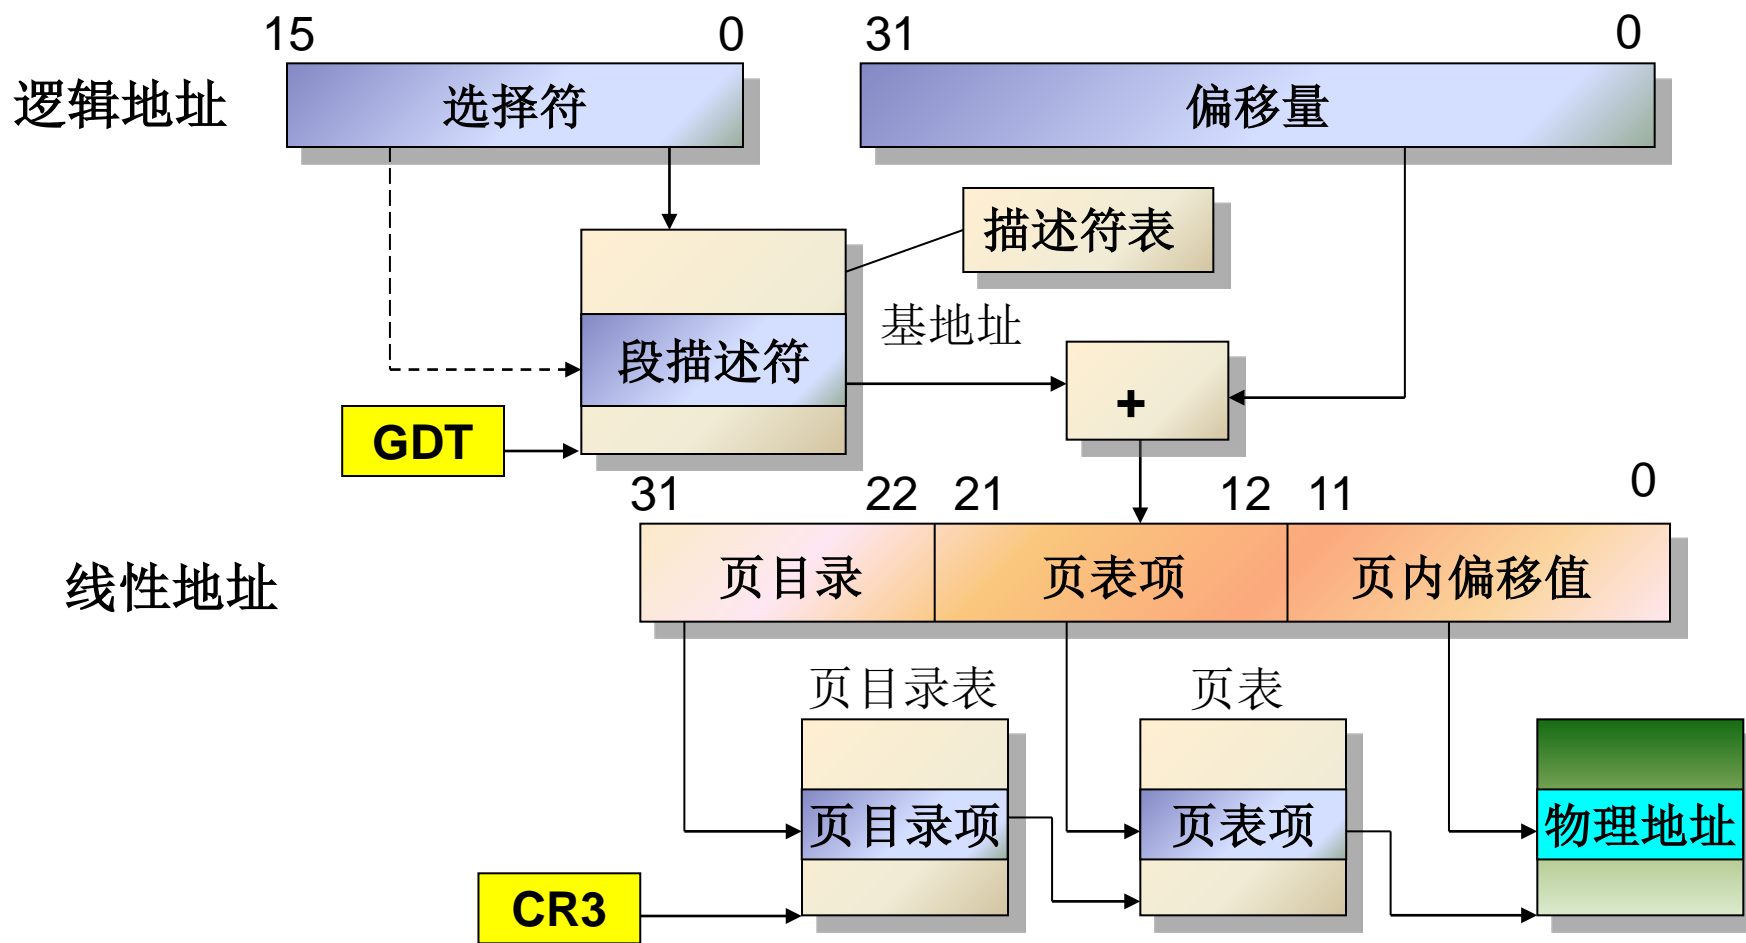 15 0 31 0
逻辑地址 选择符 偏移量
描述符表
基地址
段描述符
+
GDT
31 22 21 12 11 0
线性地址 页目录 页表项 页内偏移值
页目录表 页表
页目录项 页表项 物理地址
CR3